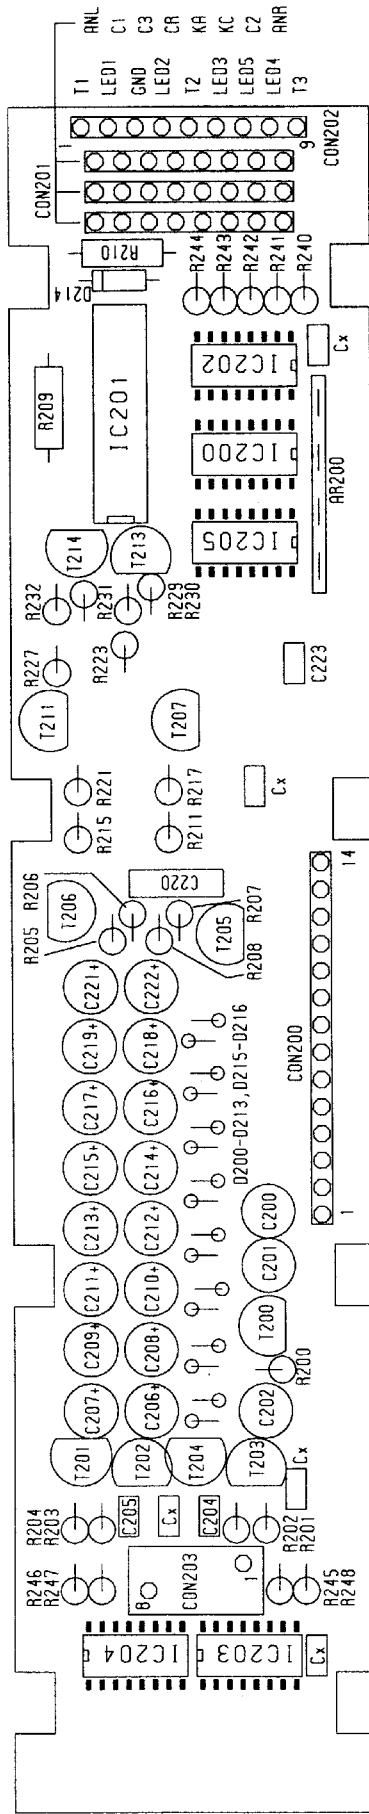 ANL
C1
C3
CR
KA
KC
C2
ANR
T1
LED1
GND
LED2
T2
LED3
LED5
LED4
T3
CON201
1
9
CON202
R210
D214
R244
R243
R242
R241
R240
R209
IC201
IC202
Cx
IC200
AR200
IC205
T214
T213
R232
R231
R229
R230
R227
R223
C223
T211
T207
R221
R217
Cx
R215
R211
R206
T206
C220
R207
R205
T205
R208
14
CON200
1
C221+
C222+
C219+
C218+
C217+
C216+
C215+
C214+
C213+
C212+
C211+
C210+
C209+
C208+
C207+
C206+
D200-D213,D215-D216
C200
C201
T200
R200
C202
T201
T202
T204
T203
Cx
R204
R203
C205
Cx
C204
R202
R201
R246
R247
8
CON203
1
R245
R248
IC204
IC203
Cx